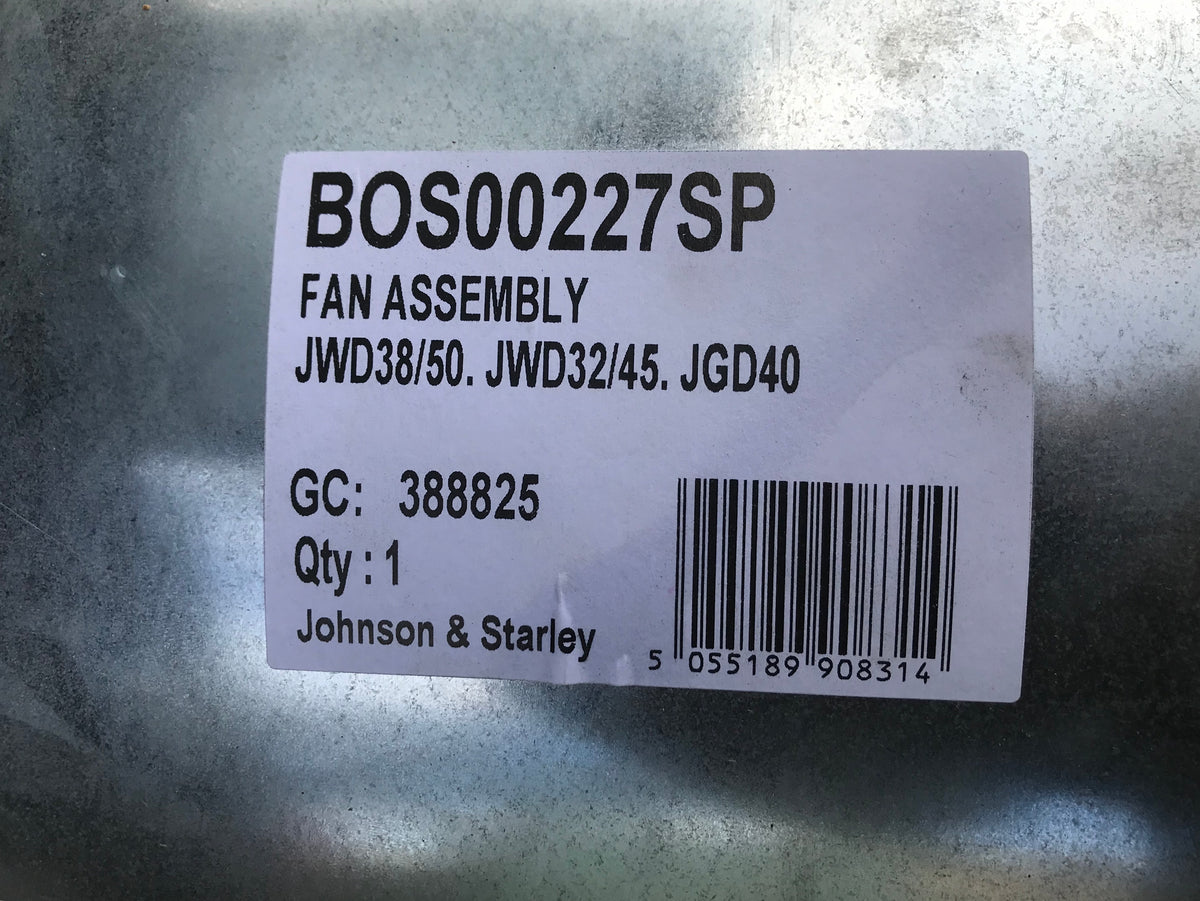 BOS00227SP
FAN ASSEMBLY
JWD38/50. JWD32/45. JGD40
GC: 388825
Qty : 1
Johnson & Starley
5 055189 908314